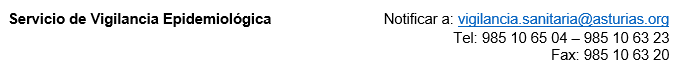 Servicio de Vigilancia Epidemiológica Notificar a: vigilancia.sanitaria@asturias.org
Tel: 985 10 65 04 – 985 10 63 23
Fax: 985 10 63 20